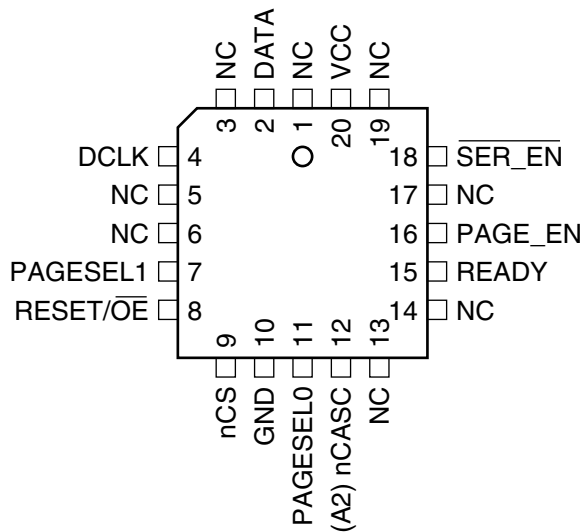 NC
DATA
NC
VCC
NC
3
2
1
20
19
DCLK 4
NC 5
NC 6
PAGESEL1 7
RESET/O̅E̅ 8
18 S̅E̅R̅_̅E̅N̅
17 NC
16 PAGE_EN
15 READY
14 NC
9
10
11
12
13
nCS
GND
PAGESEL0
(A2) nCASC
NC